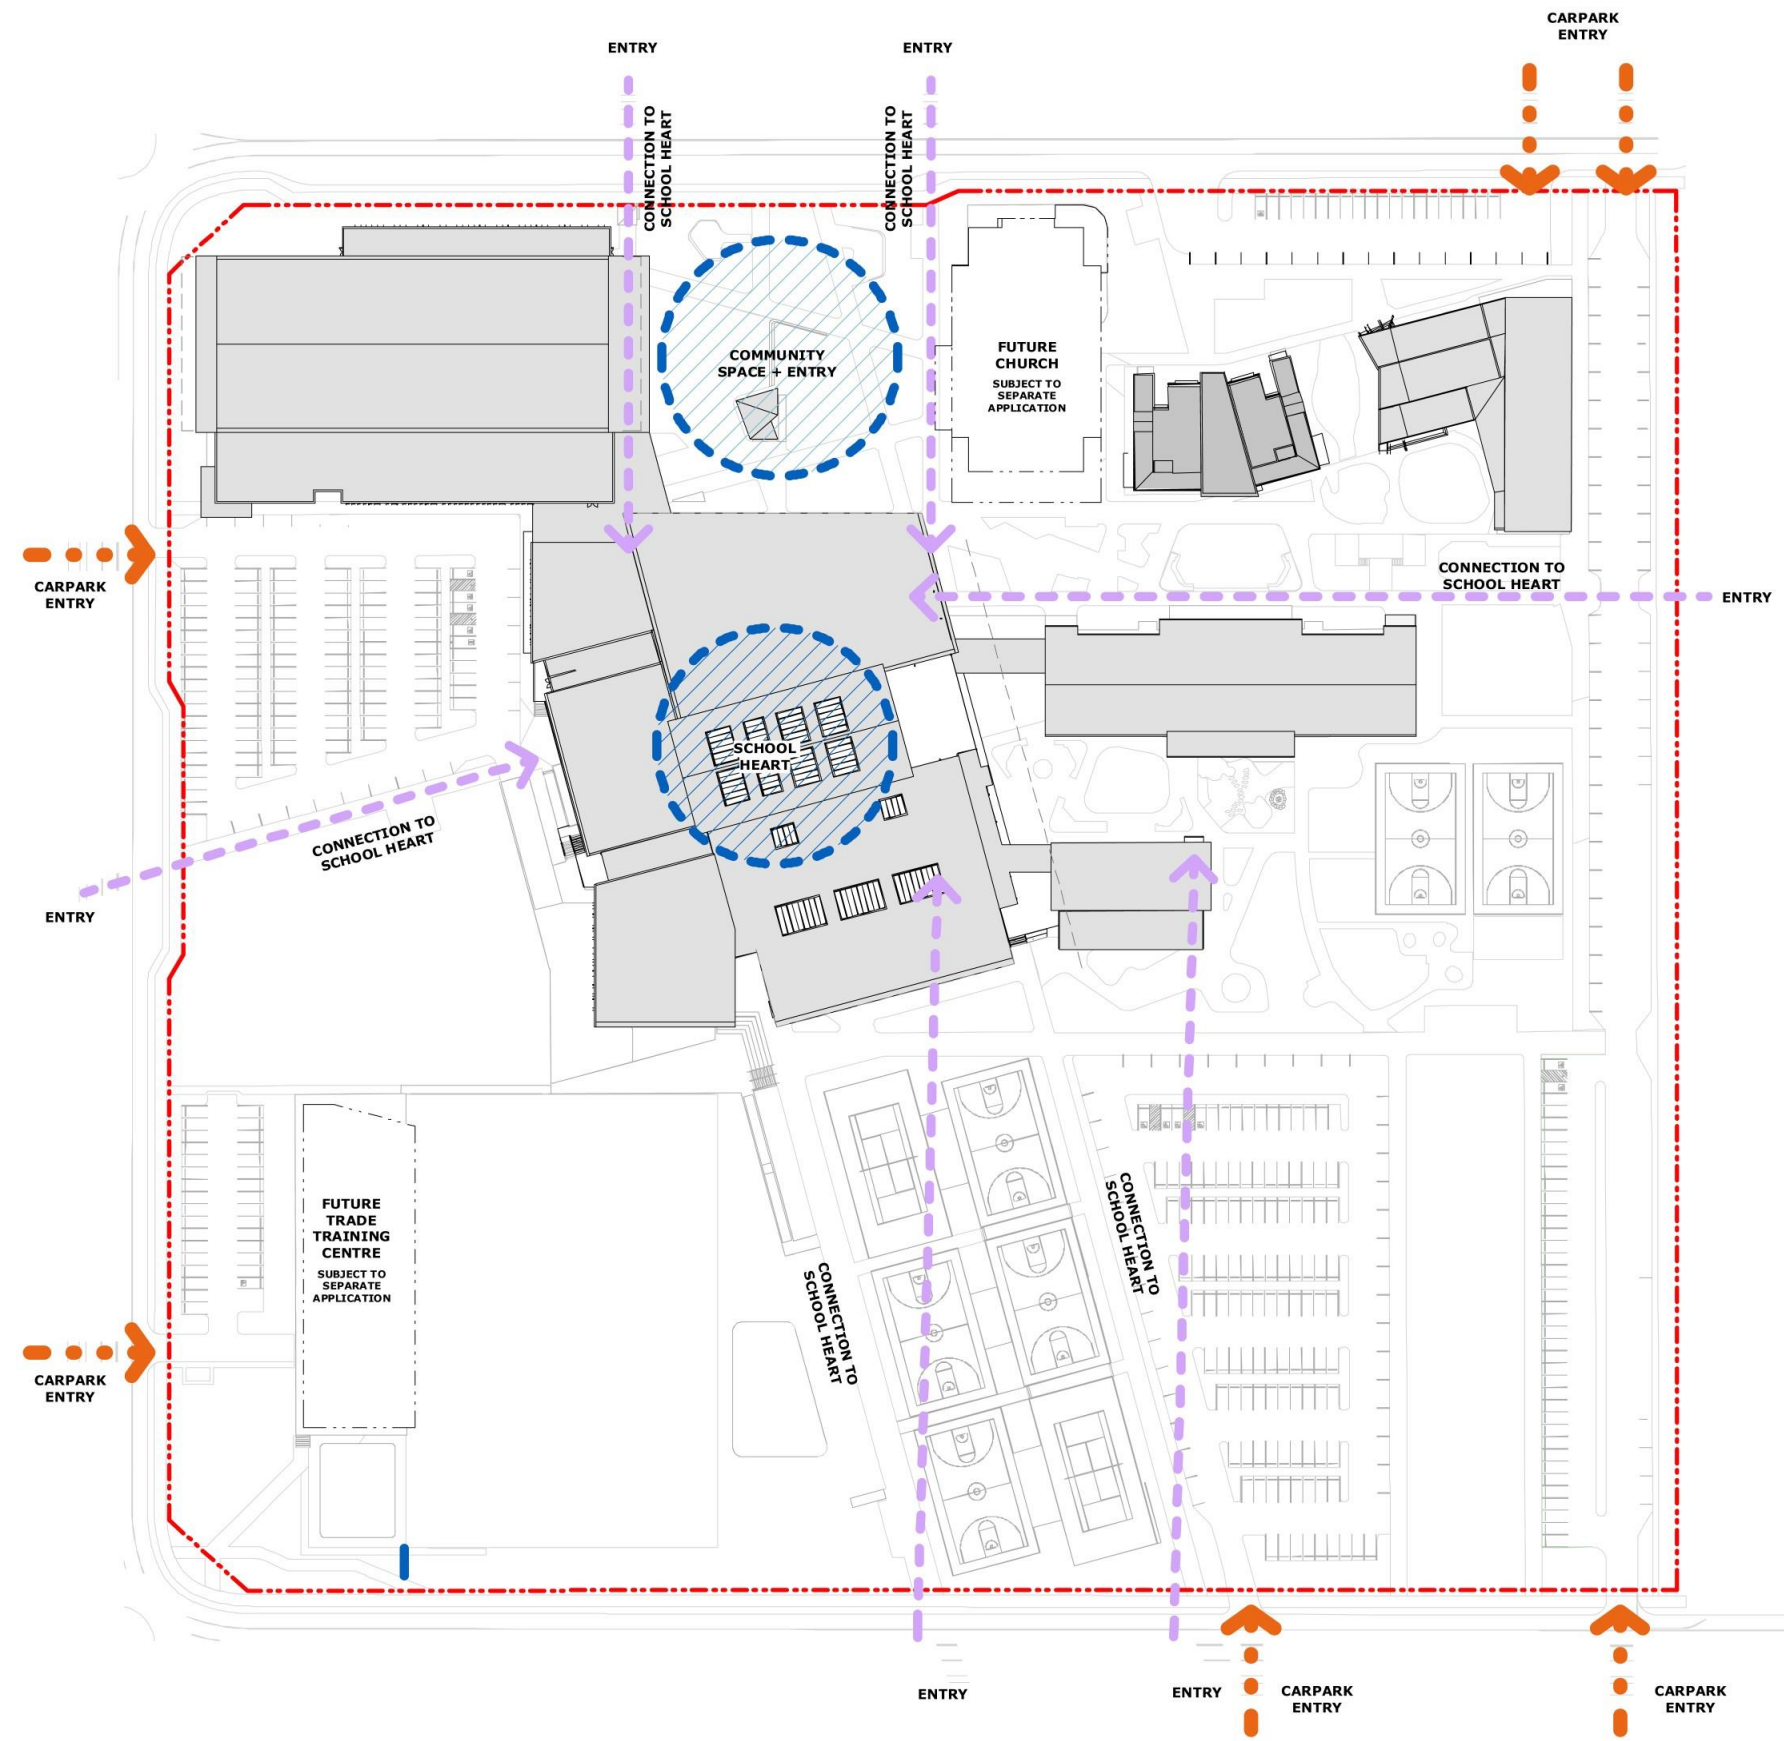 CARPARK
ENTRY
ENTRY
ENTRY
CONNECTION TO
SCHOOL HEART
CONNECTION TO
SCHOOL HEART
COMMUNITY
SPACE + ENTRY
FUTURE
CHURCH
SUBJECT TO
SEPARATE
APPLICATION
CARPARK
ENTRY
CONNECTION TO
SCHOOL HEART
ENTRY
SCHOOL
HEART
CONNECTION TO
SCHOOL HEART
ENTRY
FUTURE
TRADE
TRAINING
CENTRE
SUBJECT TO
SEPARATE
APPLICATION
CONNECTION TO
SCHOOL HEART
CONNECTION TO
SCHOOL HEART
CARPARK
ENTRY
ENTRY
ENTRY
CARPARK
ENTRY
CARPARK
ENTRY